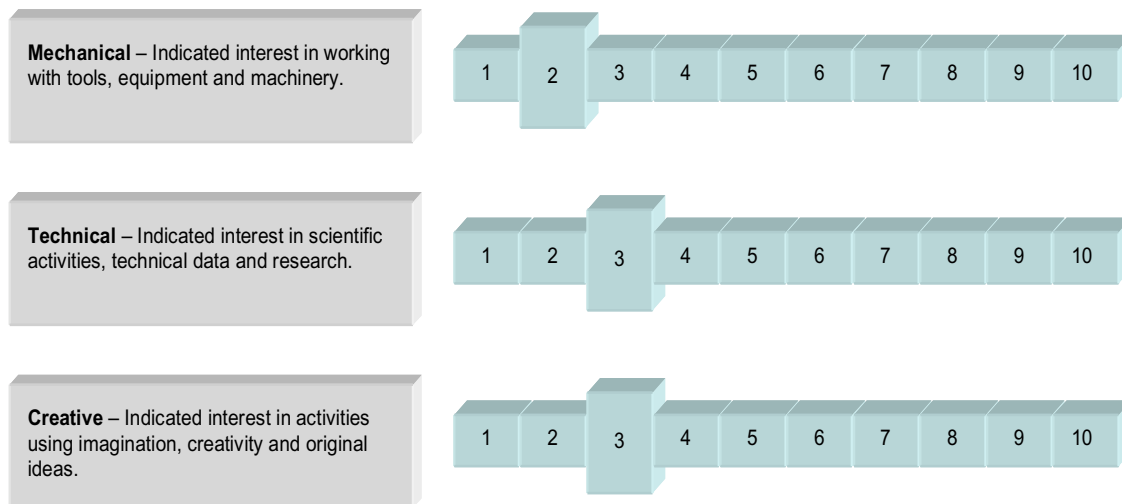 Mechanical – Indicated interest in working
with tools, equipment and machinery.
1 2 3 4 5 6 7 8 9 10
Technical – Indicated interest in scientific
activities, technical data and research.
1 2 3 4 5 6 7 8 9 10
Creative – Indicated interest in activities
using imagination, creativity and original
ideas.
1 2 3 4 5 6 7 8 9 10